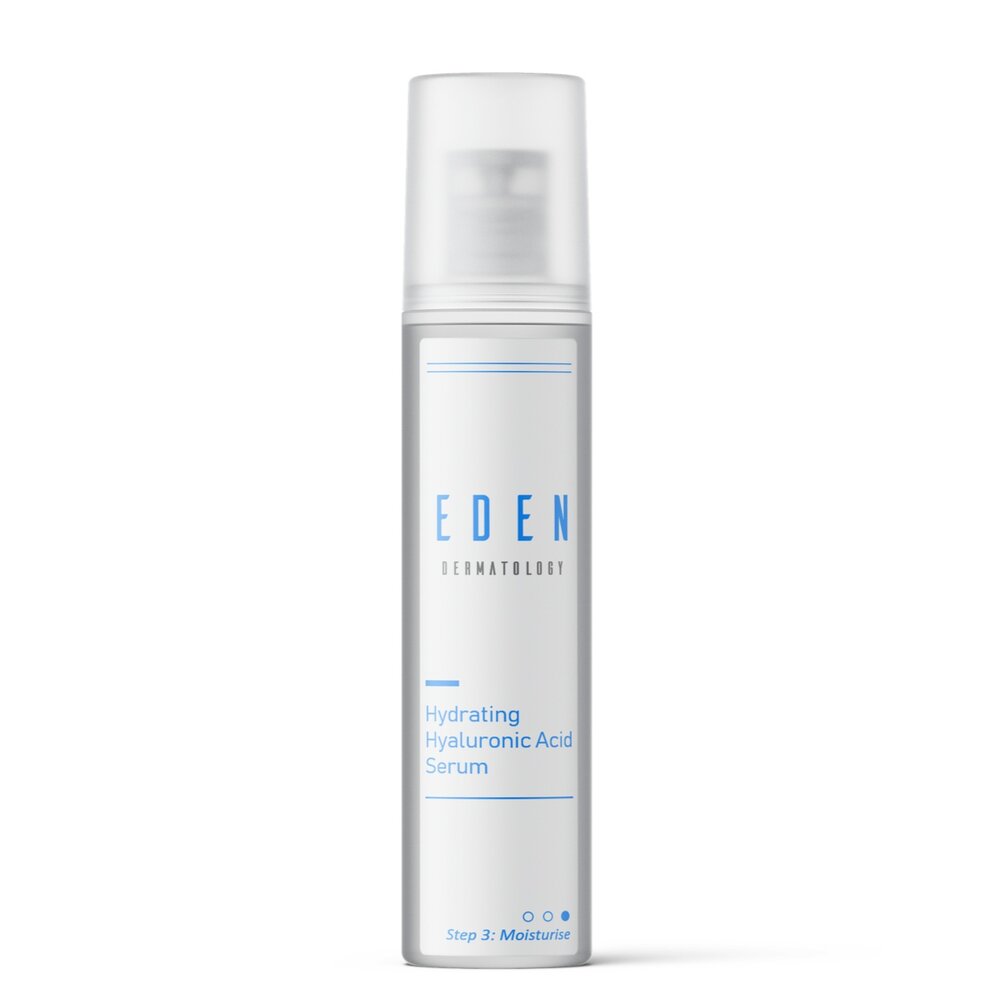 EDEN
DERMATOLOGY
Hydrating
Hyaluronic Acid
Serum
Step 3: Moisturise